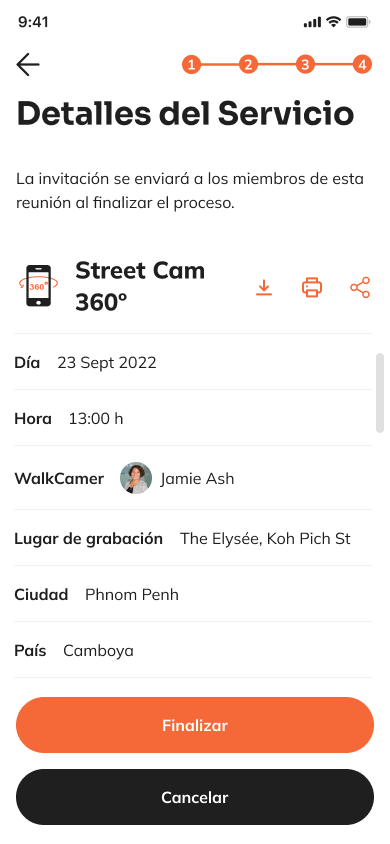 9:41
1 2 3 4
Detalles del Servicio
La invitación se enviará a los miembros de esta
reunión al finalizar el proceso.
360°
Street Cam
360º
Día 23 Sept 2022
Hora 13:00 h
WalkCamer Jamie Ash
Lugar de grabación The Elysée, Koh Pich St
Ciudad Phnom Penh
País Camboya
Finalizar
Cancelar